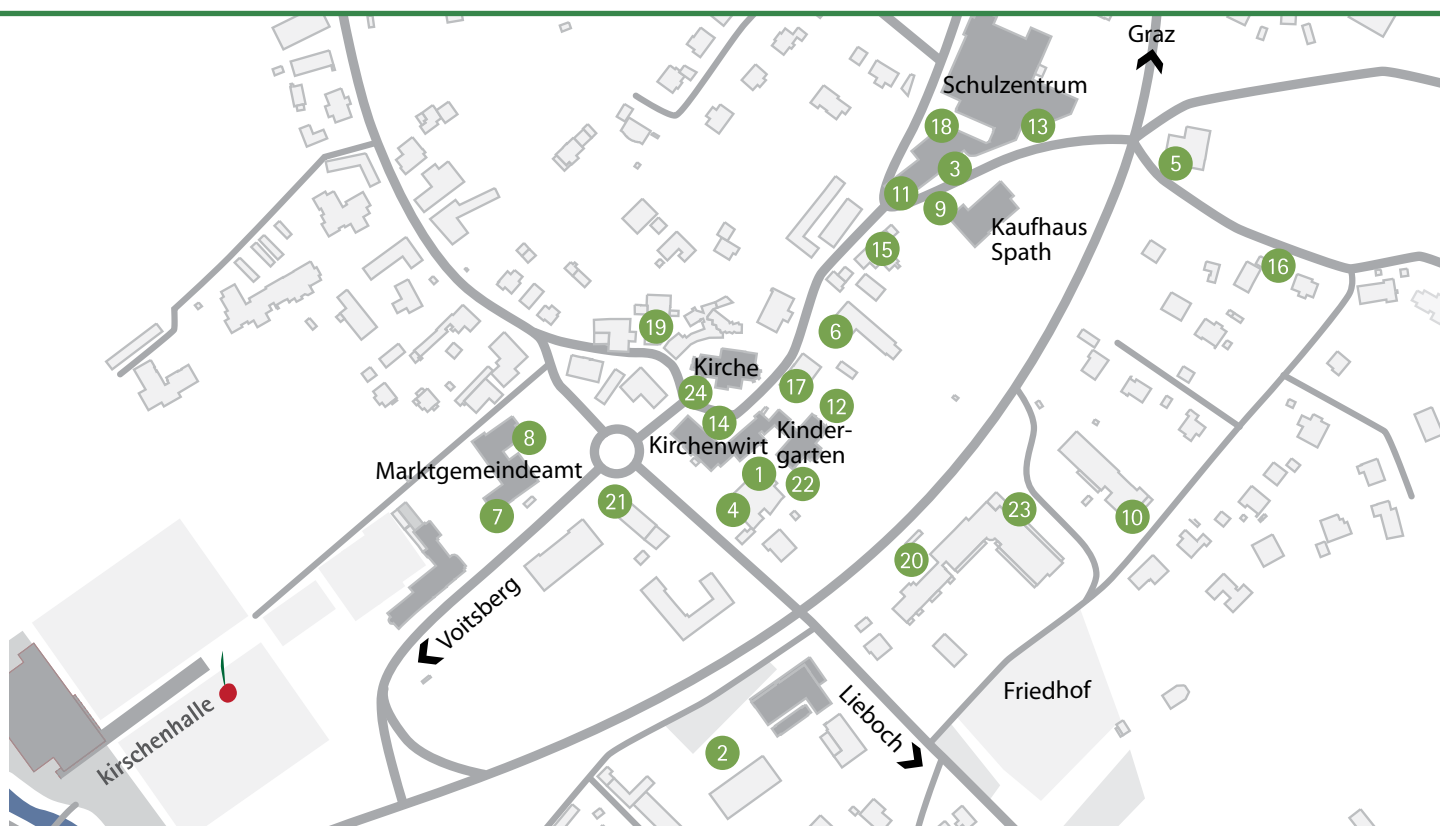 Graz
Schulzentrum
18
13
3
5
11
9
Kaufhaus
Spath
15
16
19
6
Kirche
17
24
12
14
Kirchenwirt
Kinder-
garten
8
Marktgemeindeamt
1
22
4
21
7
23
10
20
Voitsberg
Friedhof
Lieboch
kirschenhalle
2